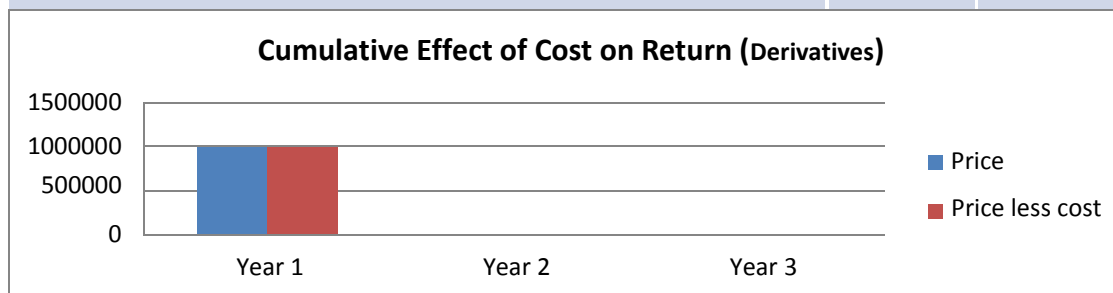 Cumulative Effect of Cost on Return (Derivatives)
1500000
1000000
500000
0
Year 1 Year 2 Year 3
Price
Price less cost